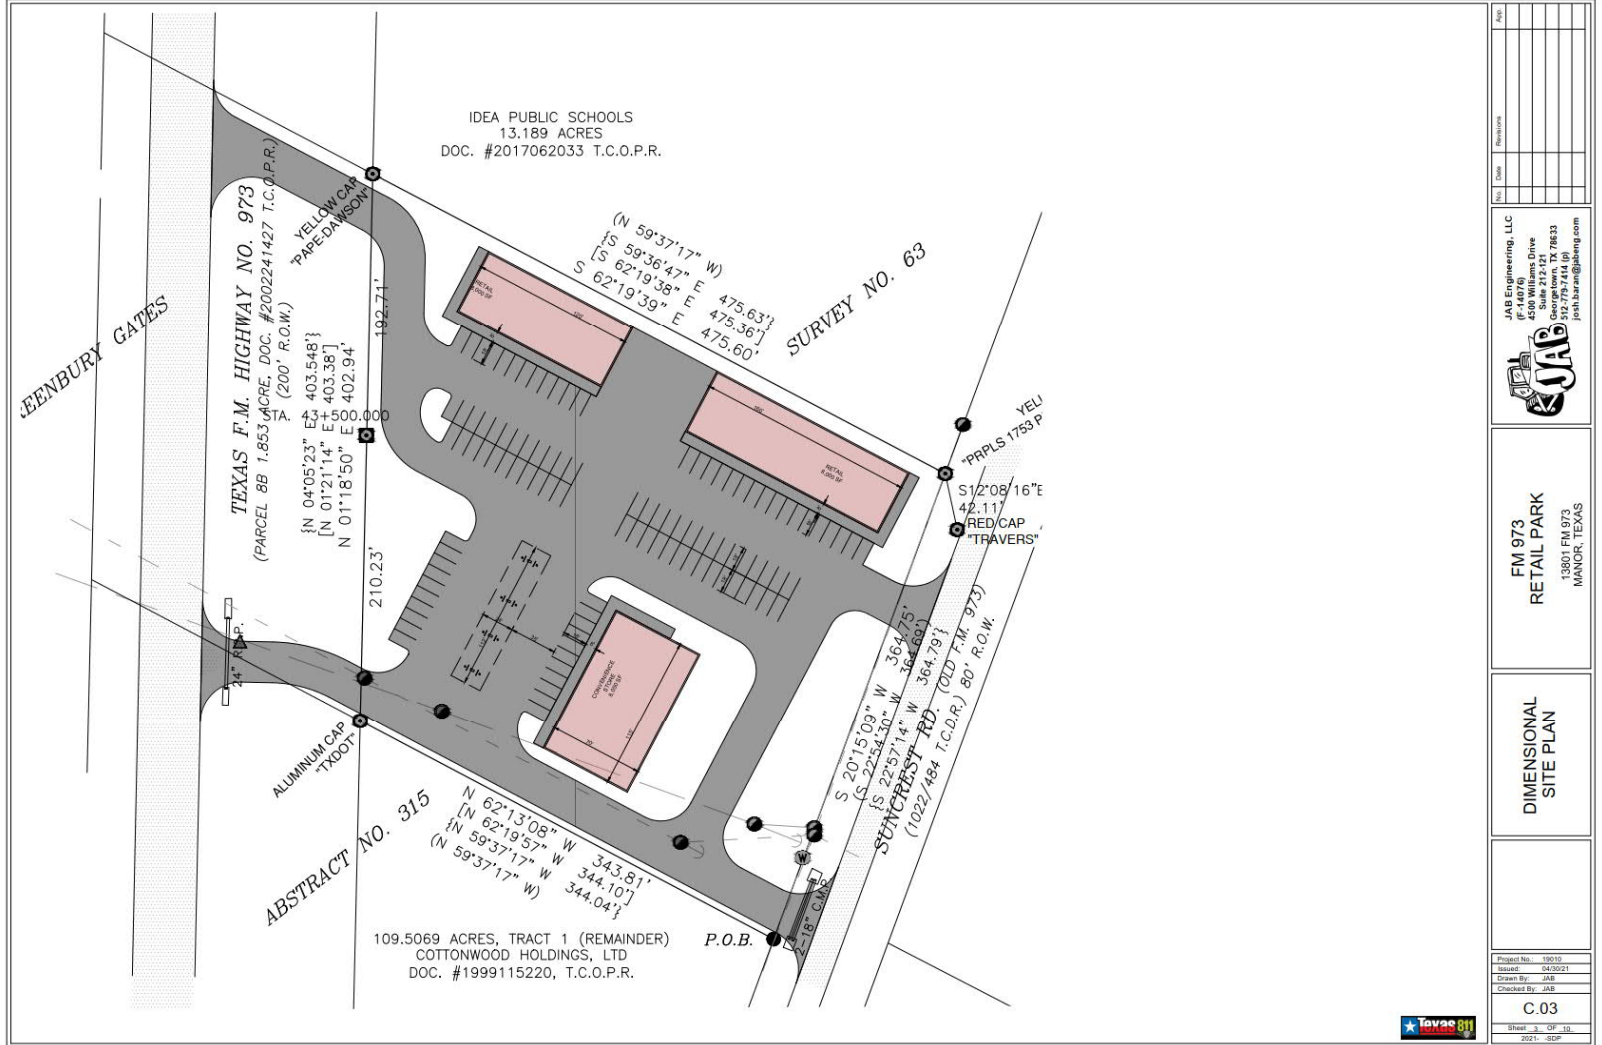 IDEA PUBLIC SCHOOLS
13.189 ACRES
DOC. #2017062033 T.C.O.P.R.
YELLOW CAP
"PAPE-DAWSON"
TEXAS F.M. HIGHWAY NO. 973
(PARCEL 8B 1.853 ACRE, DOC. #2002241427 T.C.O.P.R.)
(200' R.O.W.)
STA. 43+500.000
{N 04°05'23" E 403.548'}
[N 01°21'14" E 403.38']
N 01°18'50" E 402.94'
192.71'
210.23'
EENBURY GATES
(N 59°37'17" W)
{S 59°36'47" E 475.63'}
[S 62°19'38" E 475.36']
S 62°19'39" E 475.60'
SURVEY NO. 63
RETAIL
120'
RETAIL
CONVENIENCE
STORE
YEL
"PRPLS 1753 P
S12°08'16"E
42.11'
RED CAP
"TRAVERS"
S 20°15'09" W 364.75'
(S 22°54'30" W 364.69')
{S 22°57'14" W 364.79'}
SUNCREST RD. (OLD F.M. 973)
(1022/484 T.C.D.R.) 80' R.O.W.
24" R.P.
ALUMINUM CAP
"TXDOT"
ABSTRACT NO. 315
N 62°13'08" W 343.81'
[N 62°19'57" W 344.10']
{N 59°37'17" W 344.04'}
(N 59°37'17" W)
W
2-18" C.M.P.
P.O.B.
109.5069 ACRES, TRACT 1 (REMAINDER)
COTTONWOOD HOLDINGS, LTD
DOC. #1999115220, T.C.O.P.R.
Texas 811
No. Date Revisions App.
JAB Engineering, LLC
(F-14076)
4500 Williams Drive
Suite 212-121
Georgetown, TX 78633
512-779-7414 (p)
josh.baran@jabeng.com
JAB
FM 973
RETAIL PARK
13801 FM 973
MANOR, TEXAS
DIMENSIONAL
SITE PLAN
Project No.: 19010
Issued: 04/30/21
Drawn By: JAB
Checked By: JAB
C.03
Sheet 3 OF 10
2021- -SDP